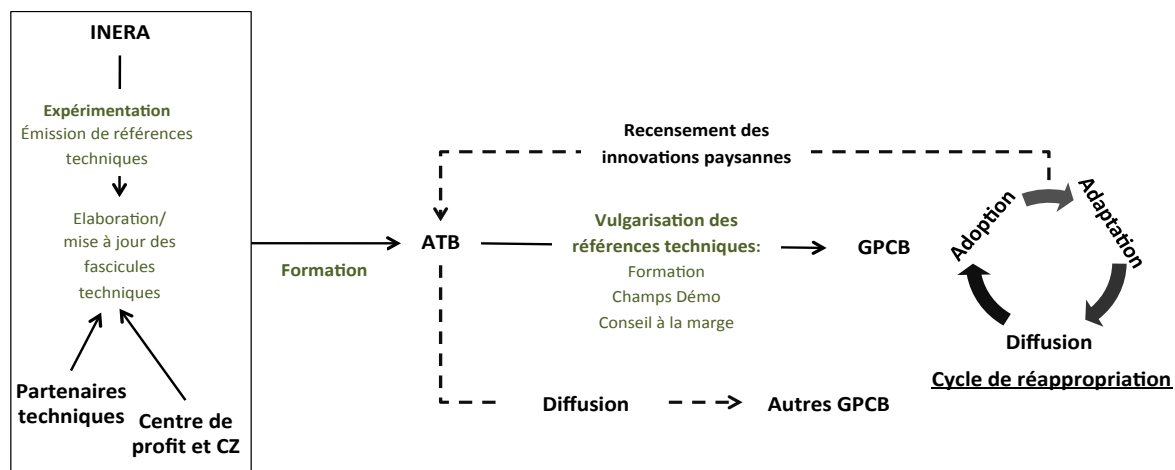 INERA
Expérimentation
Émission de références
techniques
Elaboration/
mise à jour des
fascicules
techniques
Partenaires
techniques
Centre de
profit et CZ
Formation
ATB
Recensement des
innovations paysannes
Vulgarisation des
références techniques:
Formation
Champs Démo
Conseil à la marge
GPCB
Diffusion
Autres GPCB
Adoption
Adaptation
Diffusion
Cycle de réappropriation